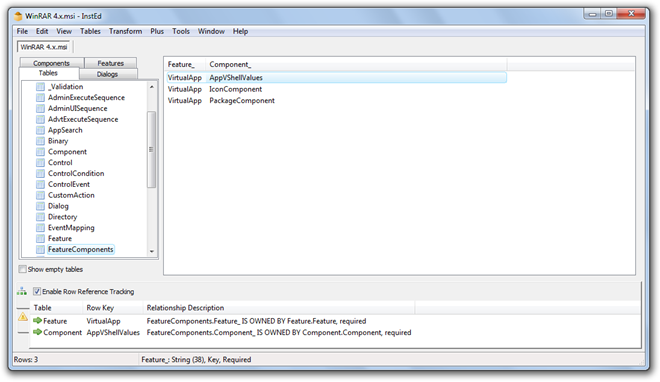 WinRAR 4.x.msi - InstEd
File Edit View Tables Transform Plus Tools Window Help
WinRAR 4.x.msi
Components Features
Tables Dialogs
_Validation
AdminExecuteSequence
AdminUISequence
AdvtExecuteSequence
AppSearch
Binary
Component
Control
ControlCondition
ControlEvent
CustomAction
Dialog
Directory
EventMapping
Feature
FeatureComponents
Show empty tables
Feature_ Component_
VirtualApp AppVShellValues
VirtualApp IconComponent
VirtualApp PackageComponent
Enable Row Reference Tracking
Table Row Key Relationship Description
Feature VirtualApp FeatureComponents.Feature_ IS OWNED BY Feature.Feature, required
Component AppVShellValues FeatureComponents.Component_ IS OWNED BY Component.Component, required
Rows: 3 Feature_: String (38), Key, Required